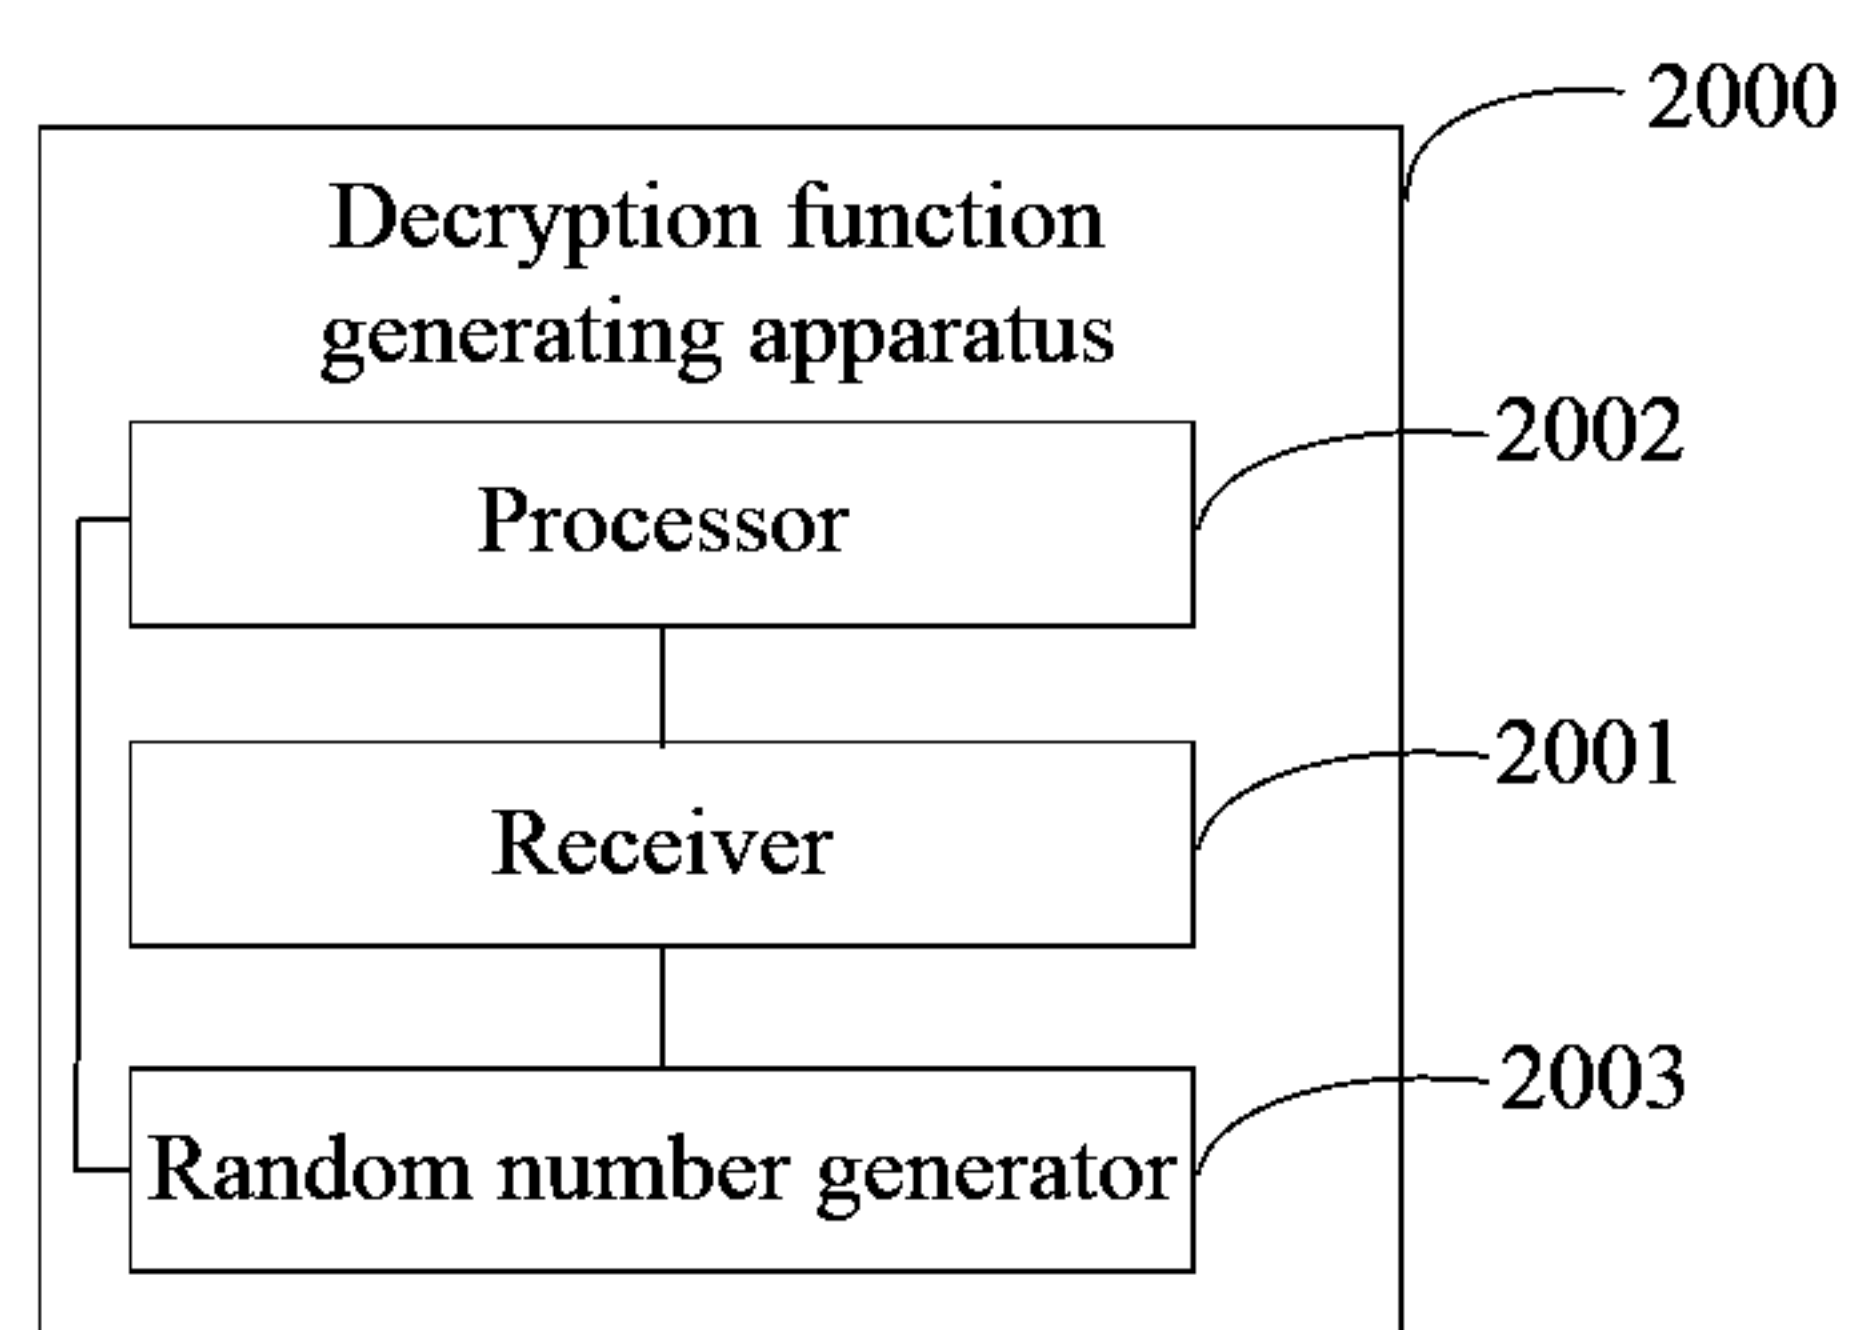 2000
Decryption function
generating apparatus
2002
Processor
2001
Receiver
2003
Random number generator